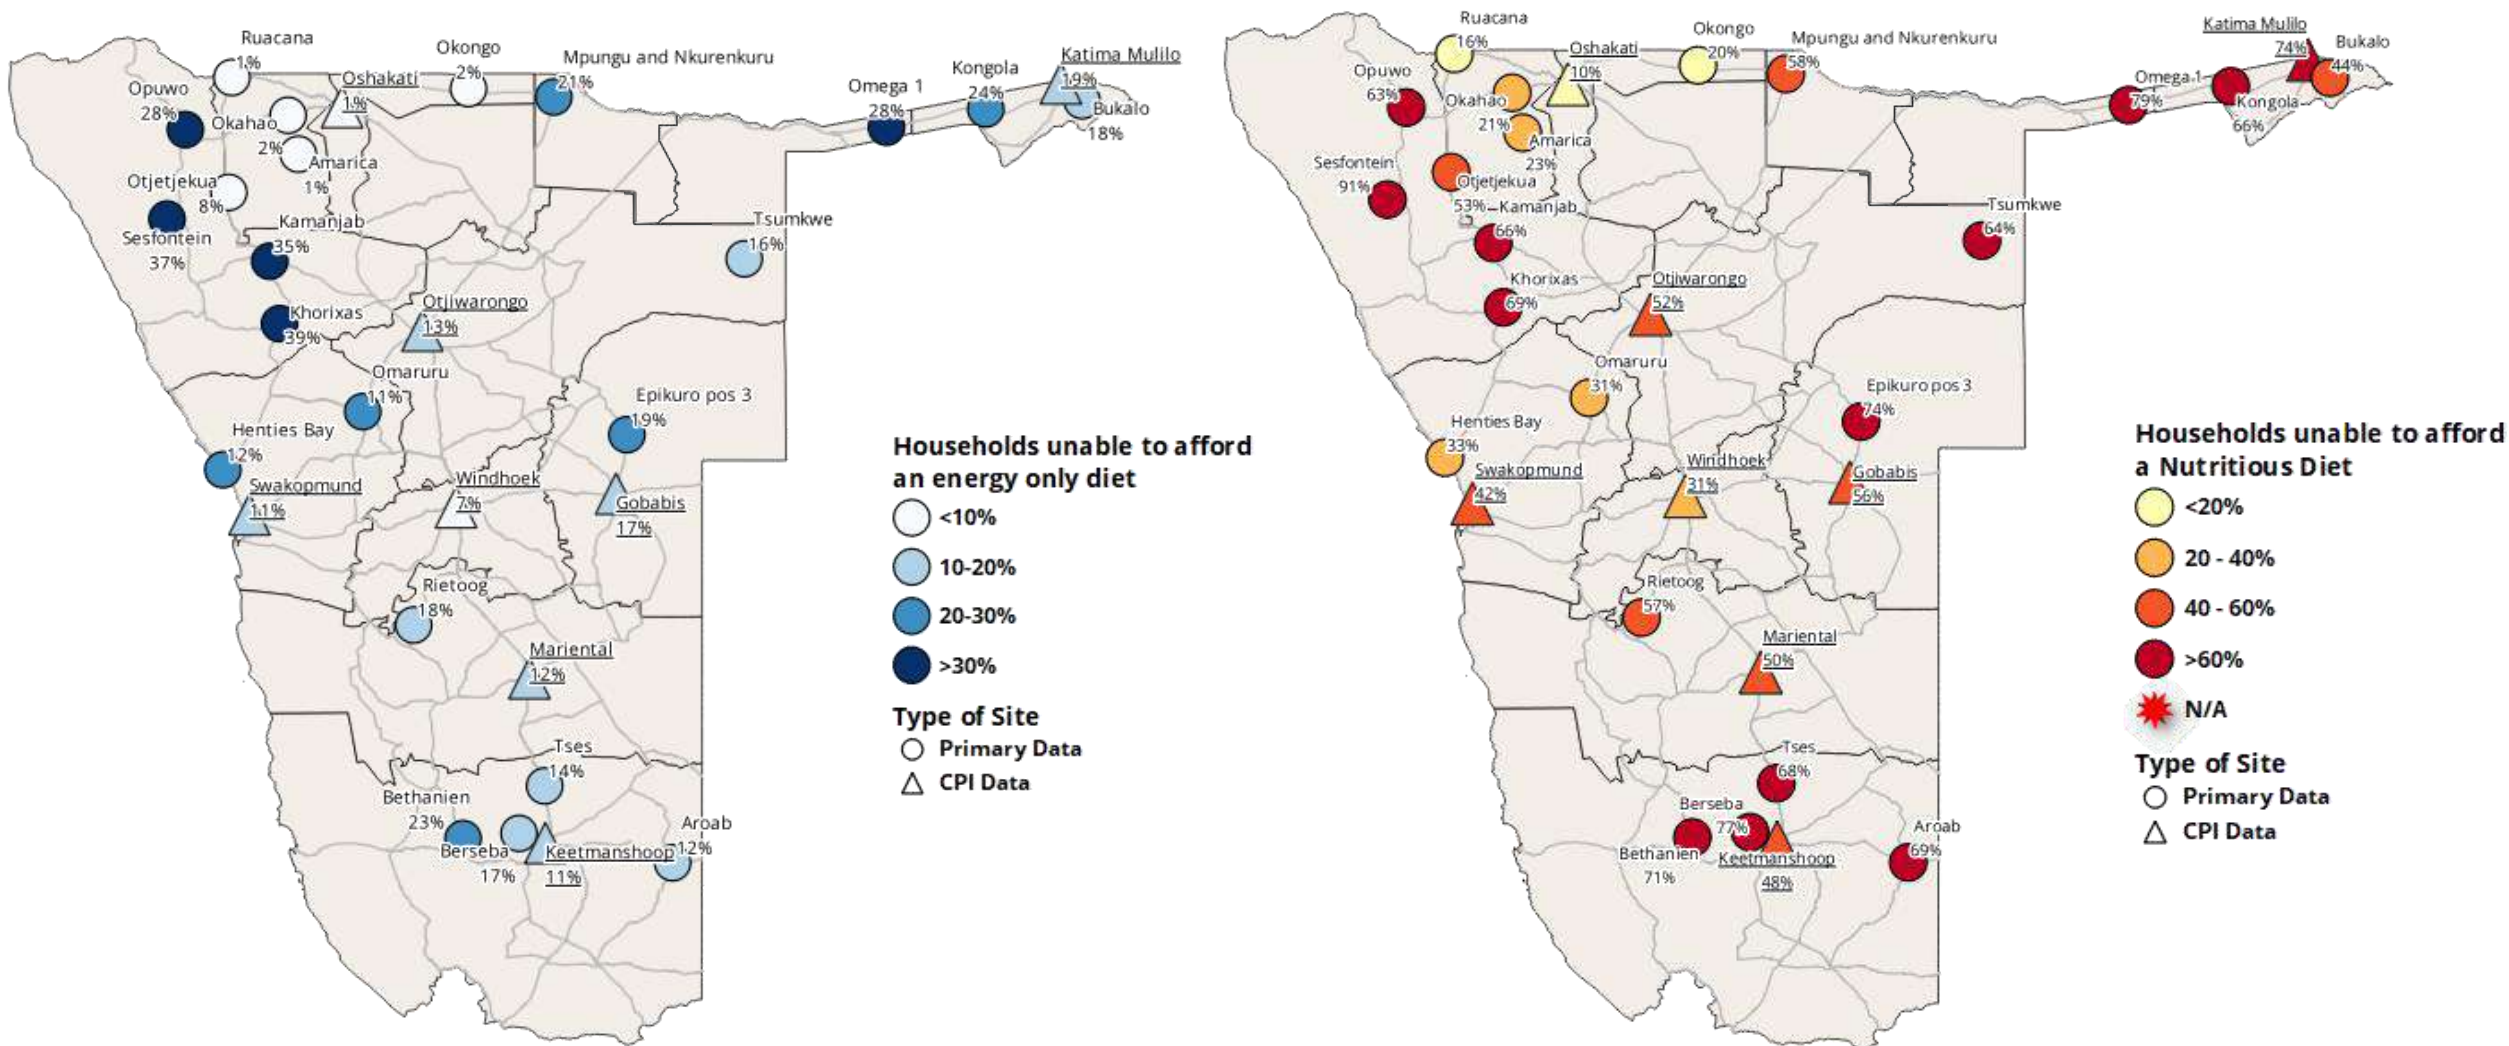 Ruacana
1%
Okongo
2%
Mpungu and Nkurenkuru
21%
Katima Mulilo
19%
Opuwo
28%
Oshakati
1%
Omega 1
28%
Kongola
24%
Bukalo
18%
Okahao
2%
Amarica
1%
Otjetjekua
8%
Sesfontein
37%
Kamanjab
35%
Tsumkwe
16%
Khorixas
39%
Otjiwarongo
13%
Omaruru
11%
Epikuro pos 3
19%
Henties Bay
12%
Swakopmund
11%
Windhoek
7%
Gobabis
17%
Rietoog
18%
Mariental
12%
Tses
14%
Bethanien
23%
Berseba
17%
Keetmanshoop
11%
Aroab
12%
Households unable to afford
an energy only diet
<10%
10-20%
20-30%
>30%
Type of Site
Primary Data
CPI Data
Ruacana
16%
Okongo
20%
Mpungu and Nkurenkuru
58%
Katima Mulilo
74%
Bukalo
44%
Opuwo
63%
Oshakati
10%
Omega 1
79%
Kongola
66%
Okahao
21%
Amarica
23%
Sesfontein
91%
Otjetjekua
53%
Kamanjab
66%
Tsumkwe
64%
Khorixas
69%
Otjiwarongo
52%
Omaruru
31%
Epikuro pos 3
74%
Henties Bay
33%
Swakopmund
42%
Windhoek
31%
Gobabis
56%
Rietoog
57%
Mariental
50%
Tses
68%
Berseba
77%
Bethanien
71%
Keetmanshoop
48%
Aroab
69%
Households unable to afford
a Nutritious Diet
<20%
20 - 40%
40 - 60%
>60%
N/A
Type of Site
Primary Data
CPI Data